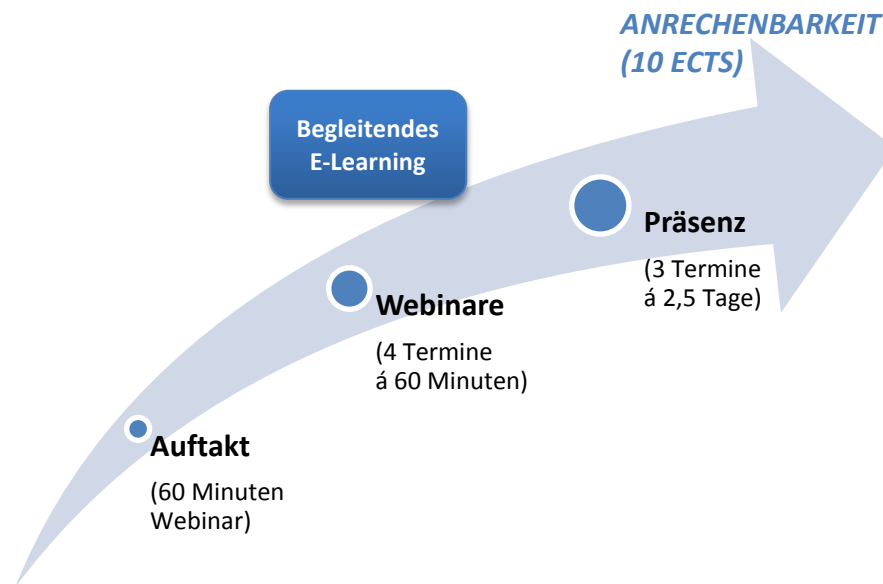 ANRECHENBARKEIT
(10 ECTS)
Begleitendes
E-Learning
Präsenz
(3 Termine
á 2,5 Tage)
Webinare
(4 Termine
á 60 Minuten)
Auftakt
(60 Minuten
Webinar)